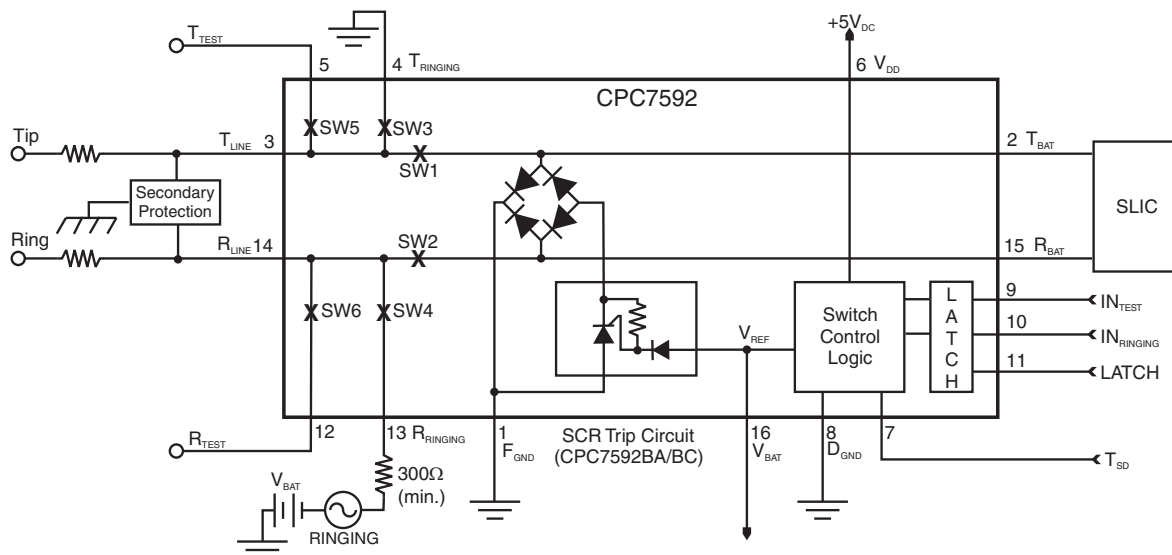 +5V_DC
T_TEST
5
4 T_RINGING
6 V_DD
CPC7592
Tip
T_LINE 3
SW5
SW3
SW1
2 T_BAT
Secondary
Protection
SLIC
Ring
R_LINE 14
SW2
15 R_BAT
SW6
SW4
V_REF
Switch
Control
Logic
L
A
T
C
H
9
IN_TEST
10
IN_RINGING
11
LATCH
R_TEST
12
13 R_RINGING
1
F_GND
SCR Trip Circuit
(CPC7592BA/BC)
16
V_BAT
8
D_GND
7
T_SD
300Ω
(min.)
V_BAT
RINGING